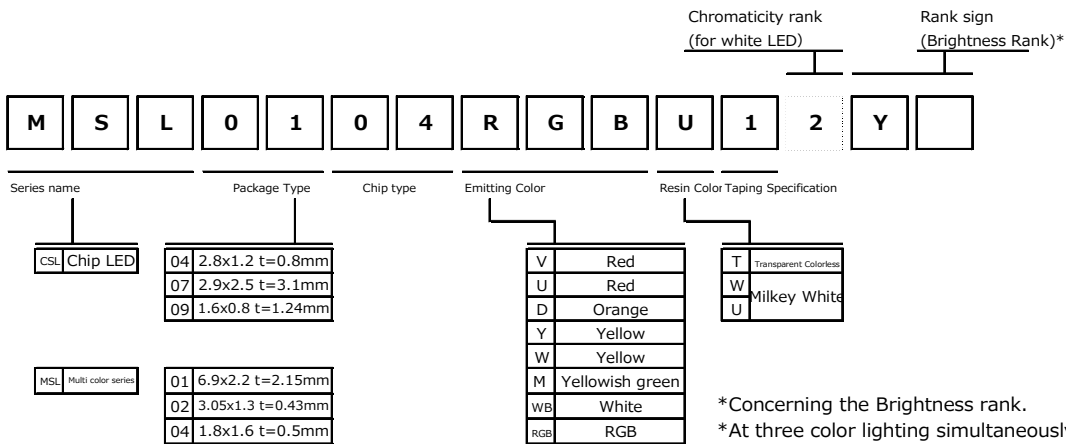 Chromaticity rank
(for white LED)
Rank sign
(Brightness Rank)*
M S L 0 1 0 4 R G B U 1 2 Y
Series name Package Type Chip type Emitting Color Resin Color Taping Specification
CSL Chip LED
04 2.8x1.2 t=0.8mm
07 2.9x2.5 t=3.1mm
09 1.6x0.8 t=1.24mm
MSL Multi color series
01 6.9x2.2 t=2.15mm
02 3.05x1.3 t=0.43mm
04 1.8x1.6 t=0.5mm
V Red
U Red
D Orange
Y Yellow
W Yellow
M Yellowish green
WB White
RGB RGB
T Transparent Colorless
W Milkey White
U
*Concerning the Brightness rank.
*At three color lighting simultaneously